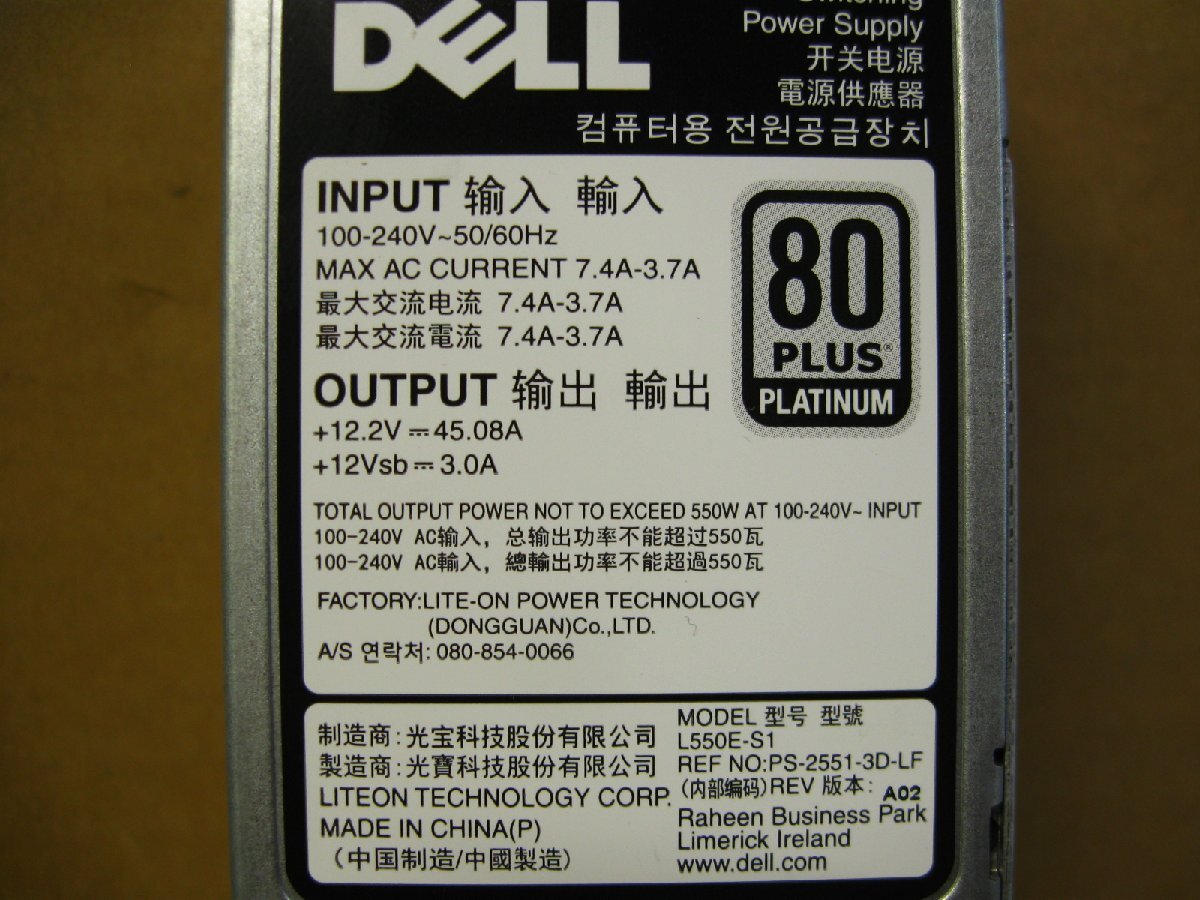 DELL
Switching
Power Supply
开关电源
電源供應器
컴퓨터용 전원공급장치
INPUT 输入 輸入
100-240V~50/60Hz
MAX AC CURRENT 7.4A-3.7A
最大交流电流 7.4A-3.7A
最大交流電流 7.4A-3.7A
80
PLUS®
PLATINUM
OUTPUT 输出 輸出
+12.2V⎓45.08A
+12Vsb⎓3.0A
TOTAL OUTPUT POWER NOT TO EXCEED 550W AT 100-240V~ INPUT
100-240V AC输入，总输出功率不能超过550瓦
100-240V AC輸入，總輸出功率不能超過550瓦
FACTORY:LITE-ON POWER TECHNOLOGY
(DONGGUAN)Co.,LTD.
A/S 연락처: 080-854-0066
制造商:光宝科技股份有限公司
製造商:光寶科技股份有限公司
LITEON TECHNOLOGY CORP.
MADE IN CHINA(P)
(中国制造/中國製造)
MODEL 型号 型號
L550E-S1
REF NO:PS-2551-3D-LF
(内部编码)REV 版本: A02
Raheen Business Park
Limerick Ireland
www.dell.com